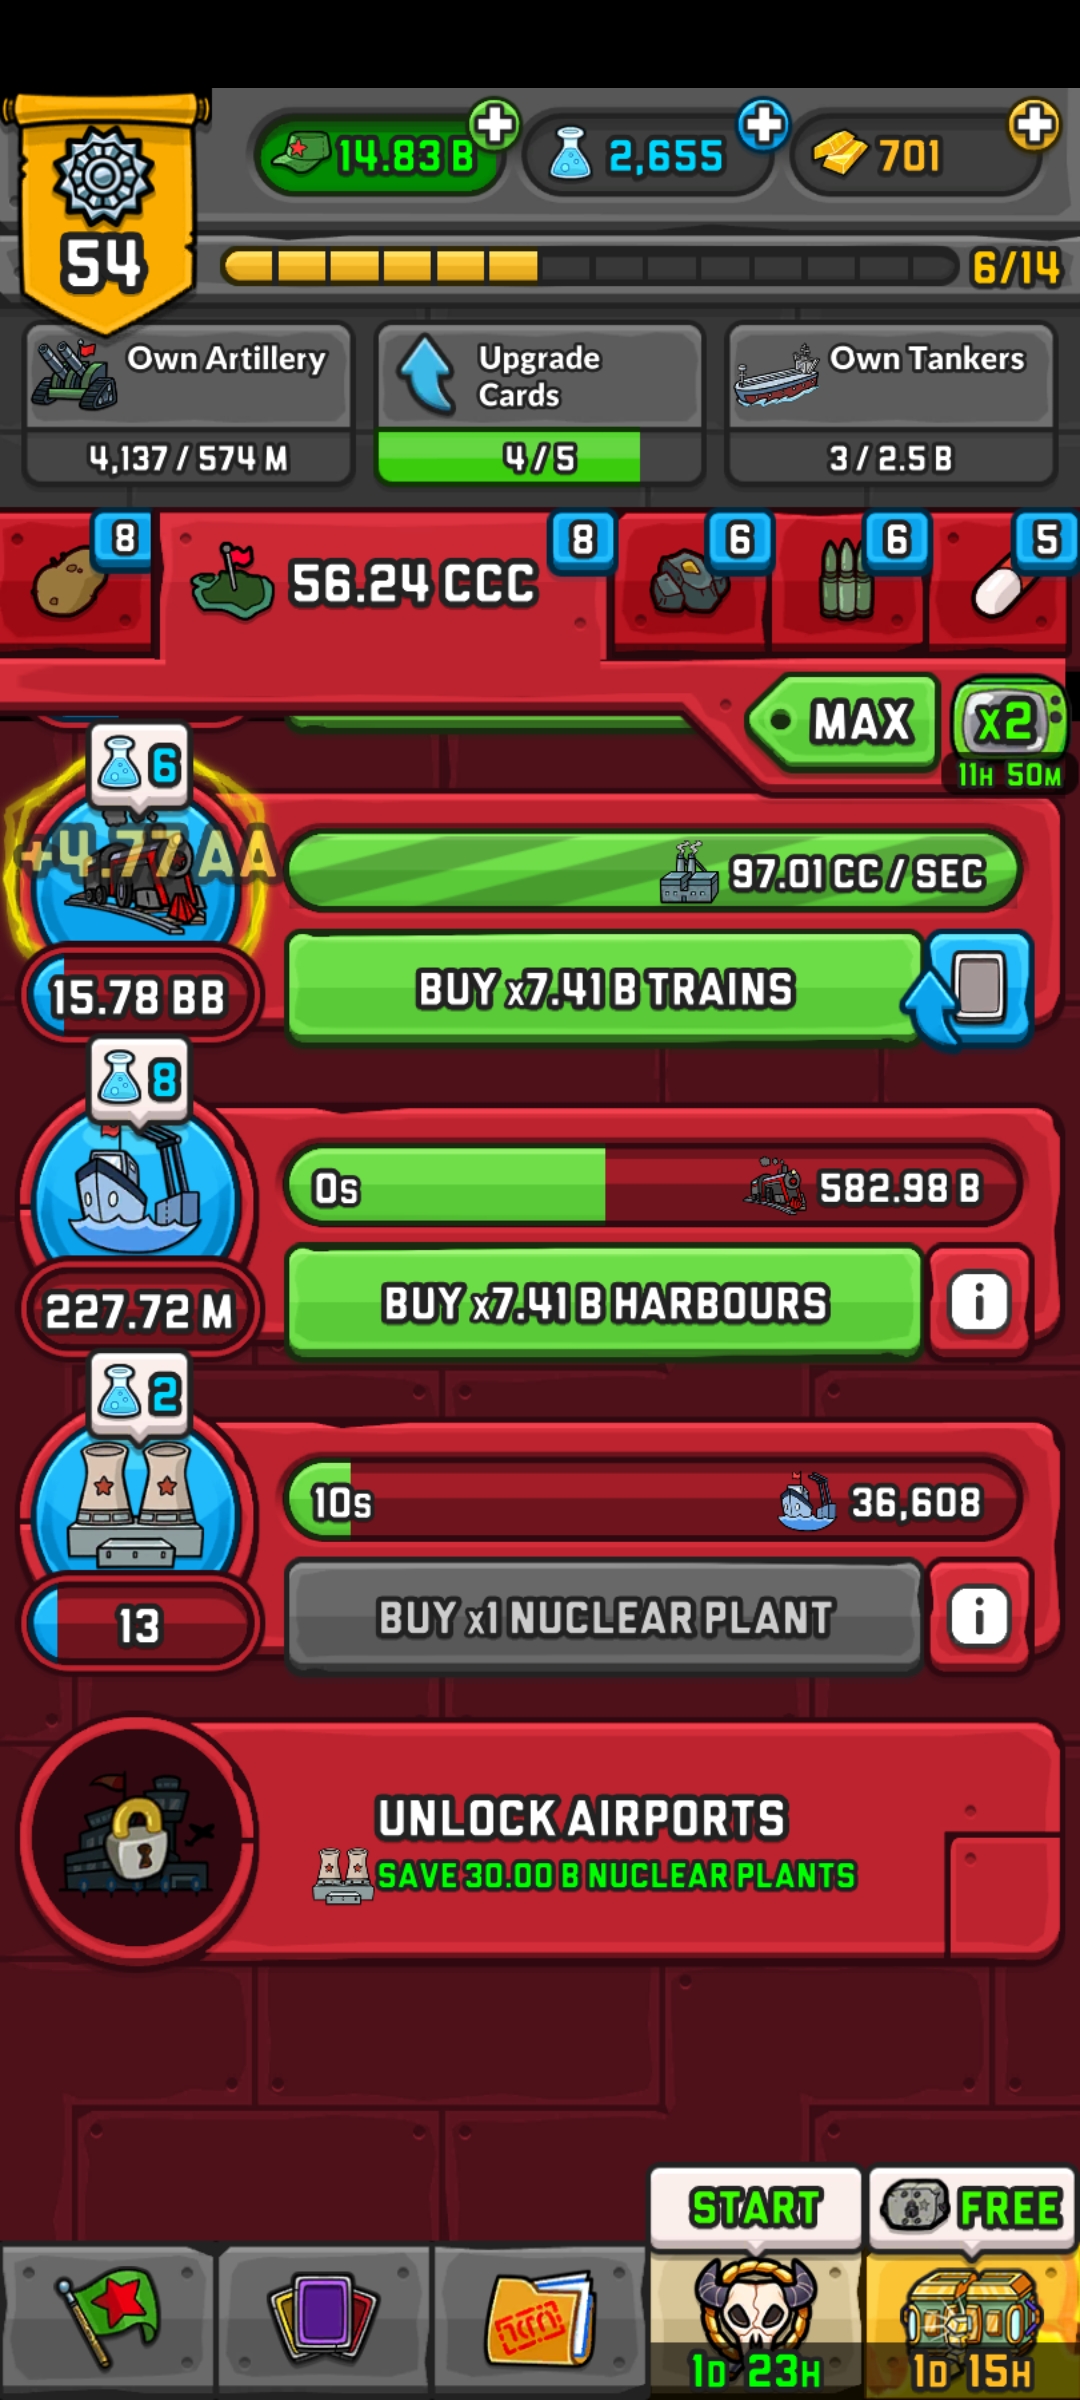 14.83 B
2,655
701
54
6/14
Own Artillery
4,137 / 574 M
Upgrade
Cards
4 / 5
Own Tankers
3 / 2.5 B
8
56.24 CCC
8
6
6
5
MAX
x2
11H 50M
6
+4.77 AA
97.01 CC / SEC
15.78 BB
BUY x7.41 B TRAINS
8
0s
582.98 B
227.72 M
BUY x7.41 B HARBOURS
i
2
10s
36,608
13
BUY x1 NUCLEAR PLANT
i
UNLOCK AIRPORTS
SAVE 30.00 B NUCLEAR PLANTS
START
FREE
1D 23H
1D 15H